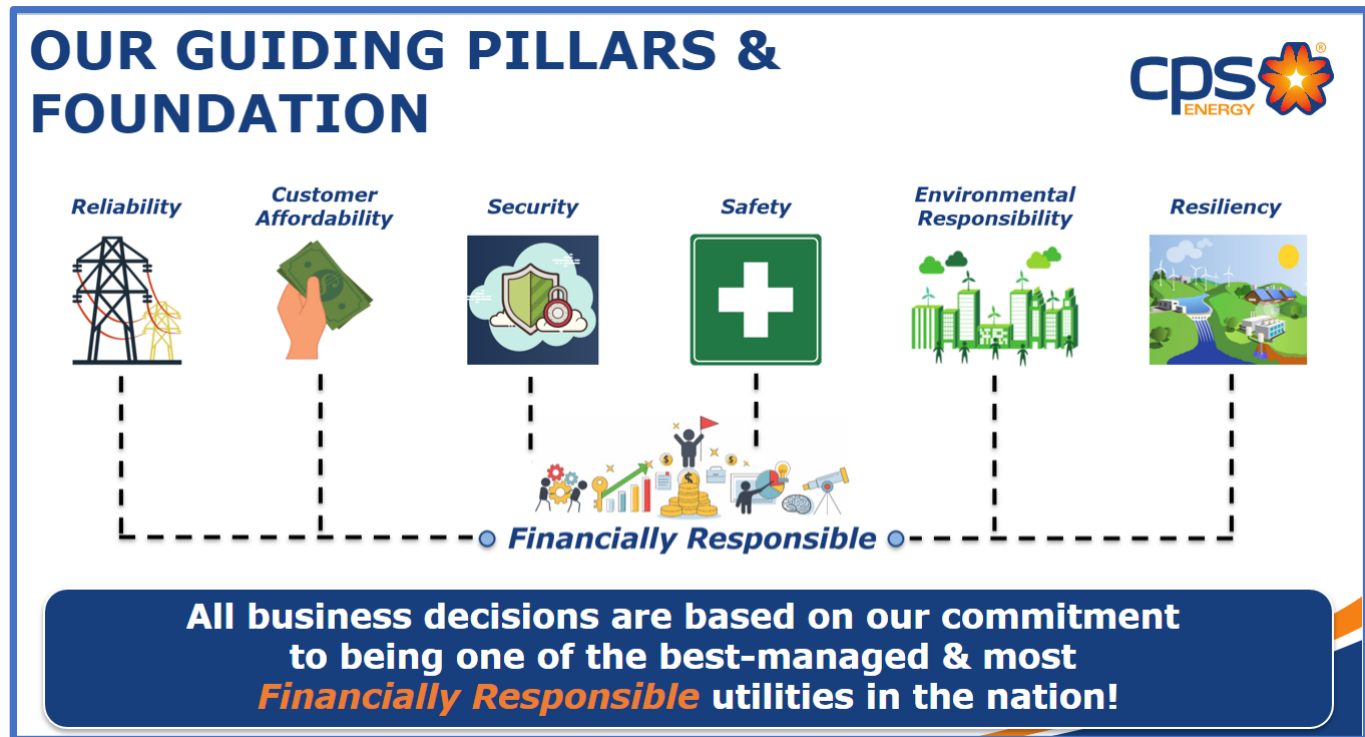 OUR GUIDING PILLARS &
FOUNDATION
cps
ENERGY
®
Reliability
Customer
Affordability
Security
Safety
Environmental
Responsibility
Resiliency
Financially Responsible
All business decisions are based on our commitment
to being one of the best-managed & most
Financially Responsible utilities in the nation!